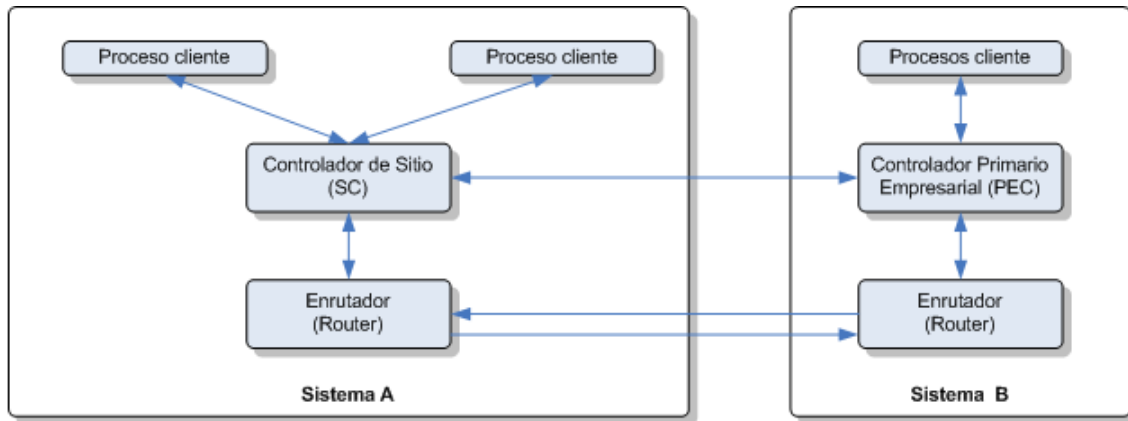 Proceso cliente
Proceso cliente
Controlador de Sitio
(SC)
Enrutador
(Router)
Sistema A
Procesos cliente
Controlador Primario
Empresarial (PEC)
Enrutador
(Router)
Sistema B